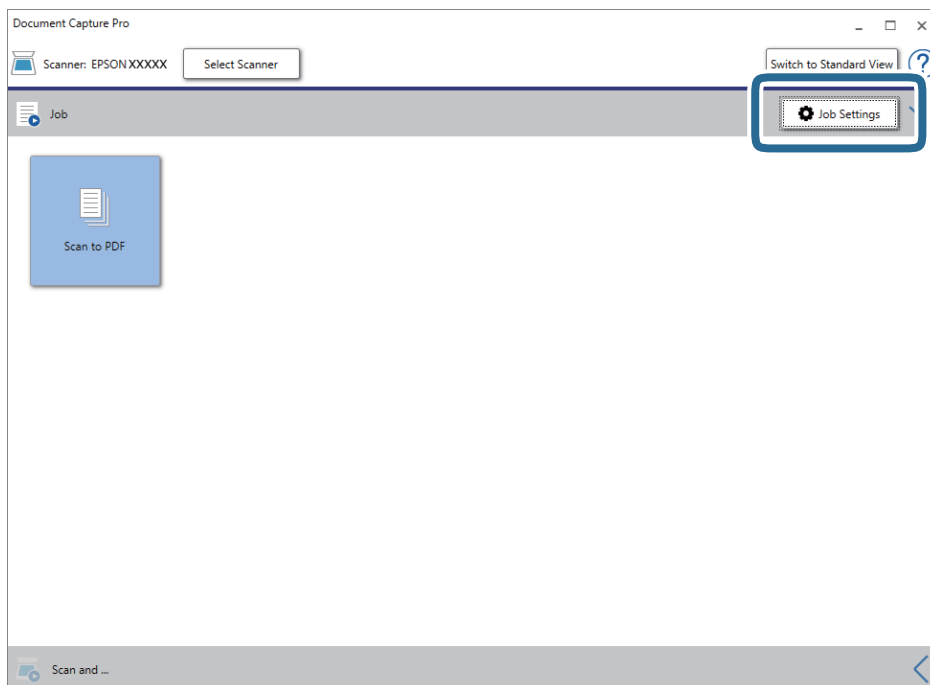 Document Capture Pro
Scanner: EPSON XXXXX Select Scanner Switch to Standard View ?
Job Job Settings
Scan to PDF
Scan and ...